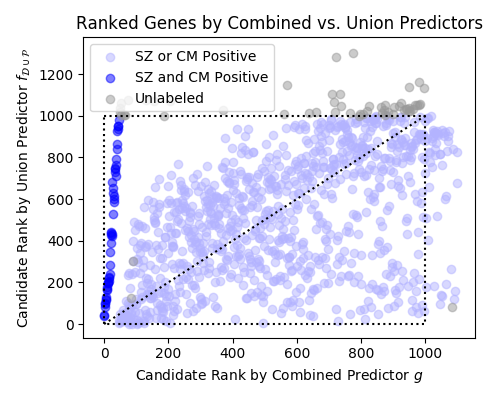 Ranked Genes by Combined vs. Union Predictors
SZ or CM Positive
SZ and CM Positive
Unlabeled
Candidate Rank by Union Predictor f_{𝒟∪𝒫}
1200
1000
800
600
400
200
0
0 200 400 600 800 1000
Candidate Rank by Combined Predictor g